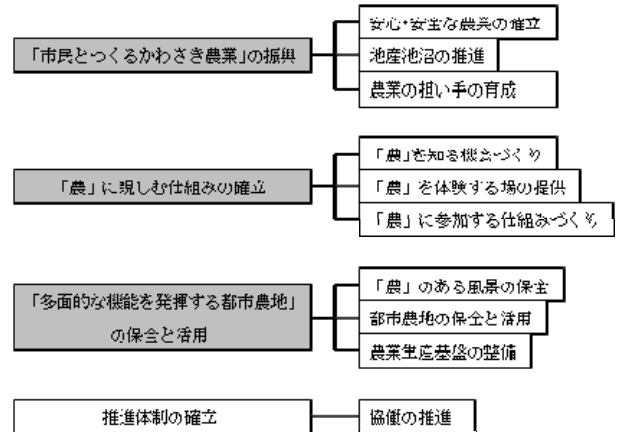 「市民とつくるかわさき農業」の振興
安心・安全な農業の確立
地産地沼の推進
農業の担い手の育成
「農」に親しむ仕組みの確立
「農」を知る機会づくり
「農」を体験する場の提供
「農」に参加する仕組みづくり
「多面的な機能を発揮する都市農地」
の保全と活用
「農」のある風景の保全
都市農地の保全と活用
農業生産基盤の整備
推進体制の確立
協働の推進